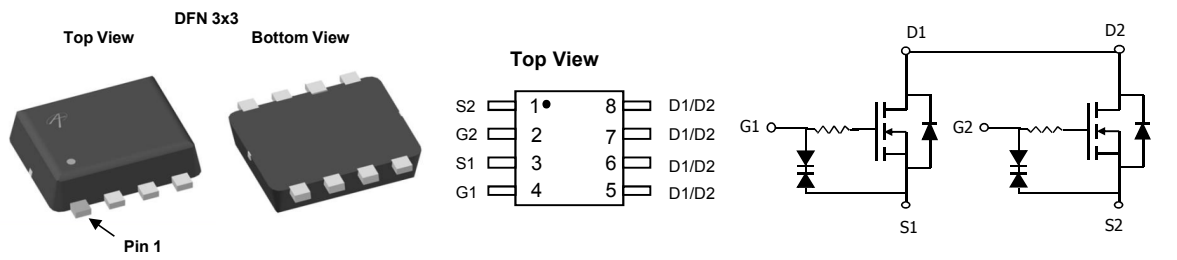 DFN 3x3
Top View
Bottom View
Pin 1
Top View
S2 1 8 D1/D2
G2 2 7 D1/D2
S1 3 6 D1/D2
G1 4 5 D1/D2
D1 D2
G1 G2
S1 S2